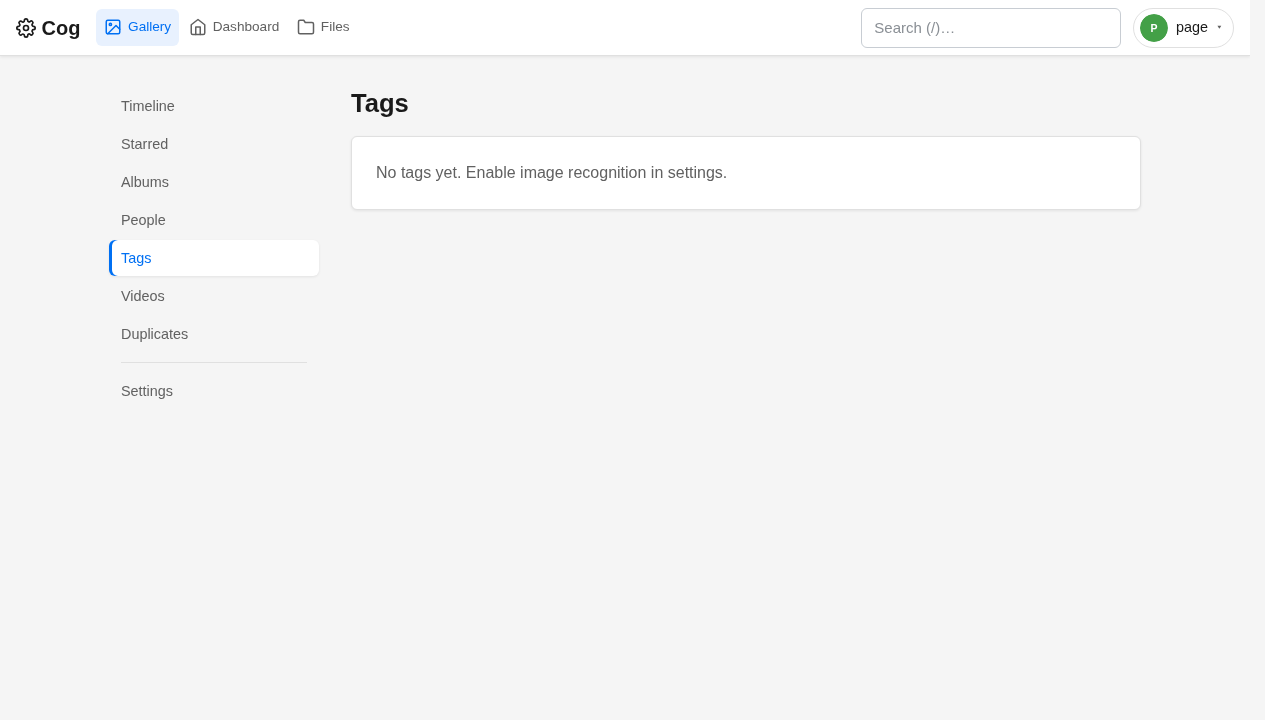 Cog
Gallery
Dashboard
Files
Search (/)…
P
page
Timeline
Starred
Albums
People
Tags
Videos
Duplicates
Settings
Tags
No tags yet. Enable image recognition in settings.